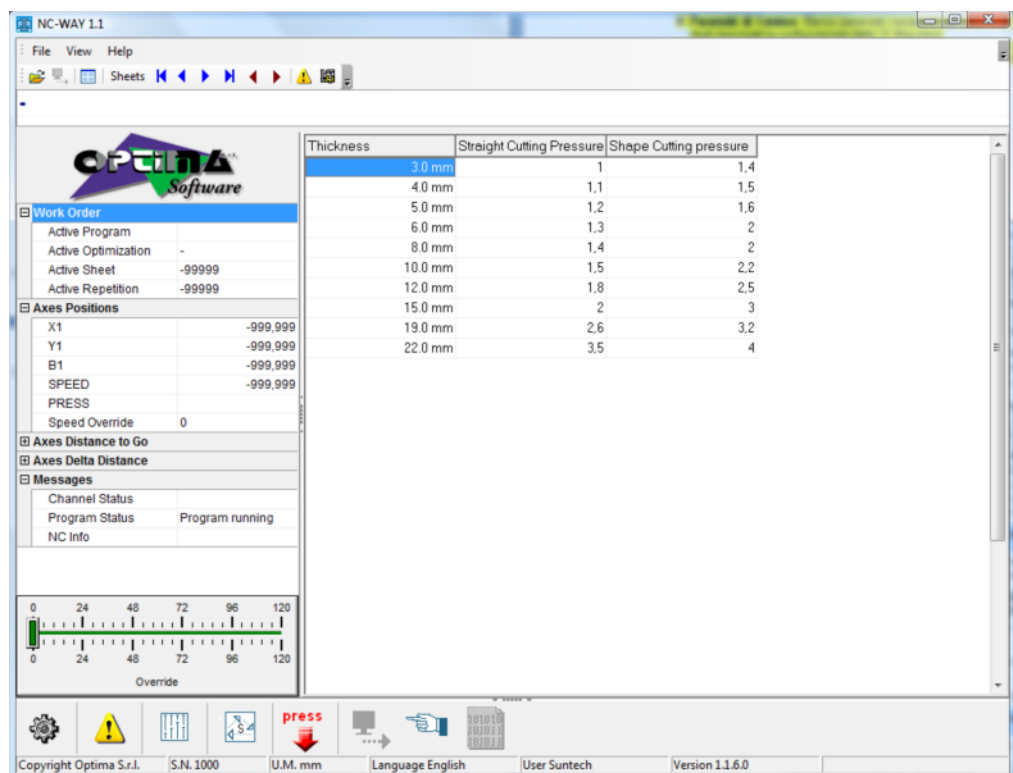 NC-WAY 1.1
File View Help
Sheets
-
OPTIMA
Software
Thickness Straight Cutting Pressure Shape Cutting pressure
3.0 mm 1 1,4
4.0 mm 1,1 1,5
5.0 mm 1,2 1,6
6.0 mm 1,3 2
8.0 mm 1,4 2
10.0 mm 1,5 2,2
12.0 mm 1,8 2,5
15.0 mm 2 3
19.0 mm 2,6 3,2
22.0 mm 3,5 4
Work Order
Active Program
Active Optimization -
Active Sheet -99999
Active Repetition -99999
Axes Positions
X1 -999,999
Y1 -999,999
B1 -999,999
SPEED -999,999
PRESS
Speed Override 0
Axes Distance to Go
Axes Delta Distance
Messages
Channel Status
Program Status Program running
NC Info
0 24 48 72 96 120
0 24 48 72 96 120
Override
press
S
Copyright Optima S.r.l. S.N. 1000 U.M. mm Language English User Suntech Version 1.1.6.0